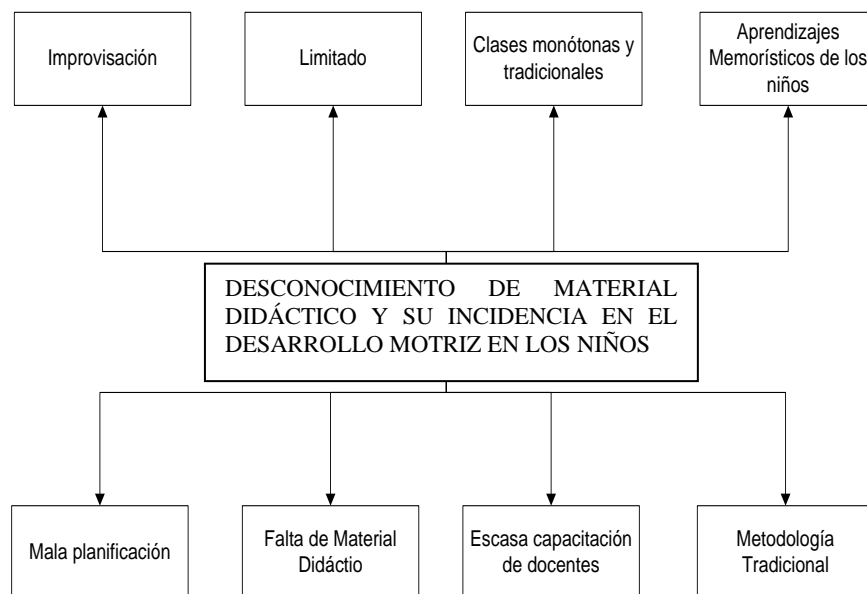 Improvisación
Limitado
Clases monótonas y
tradicionales
Aprendizajes
Memorísticos de los
niños
DESCONOCIMIENTO DE MATERIAL
DIDÁCTICO Y SU INCIDENCIA EN EL
DESARROLLO MOTRIZ EN LOS NIÑOS
Mala planificación
Falta de Material
Didáctio
Escasa capacitación
de docentes
Metodología
Tradicional